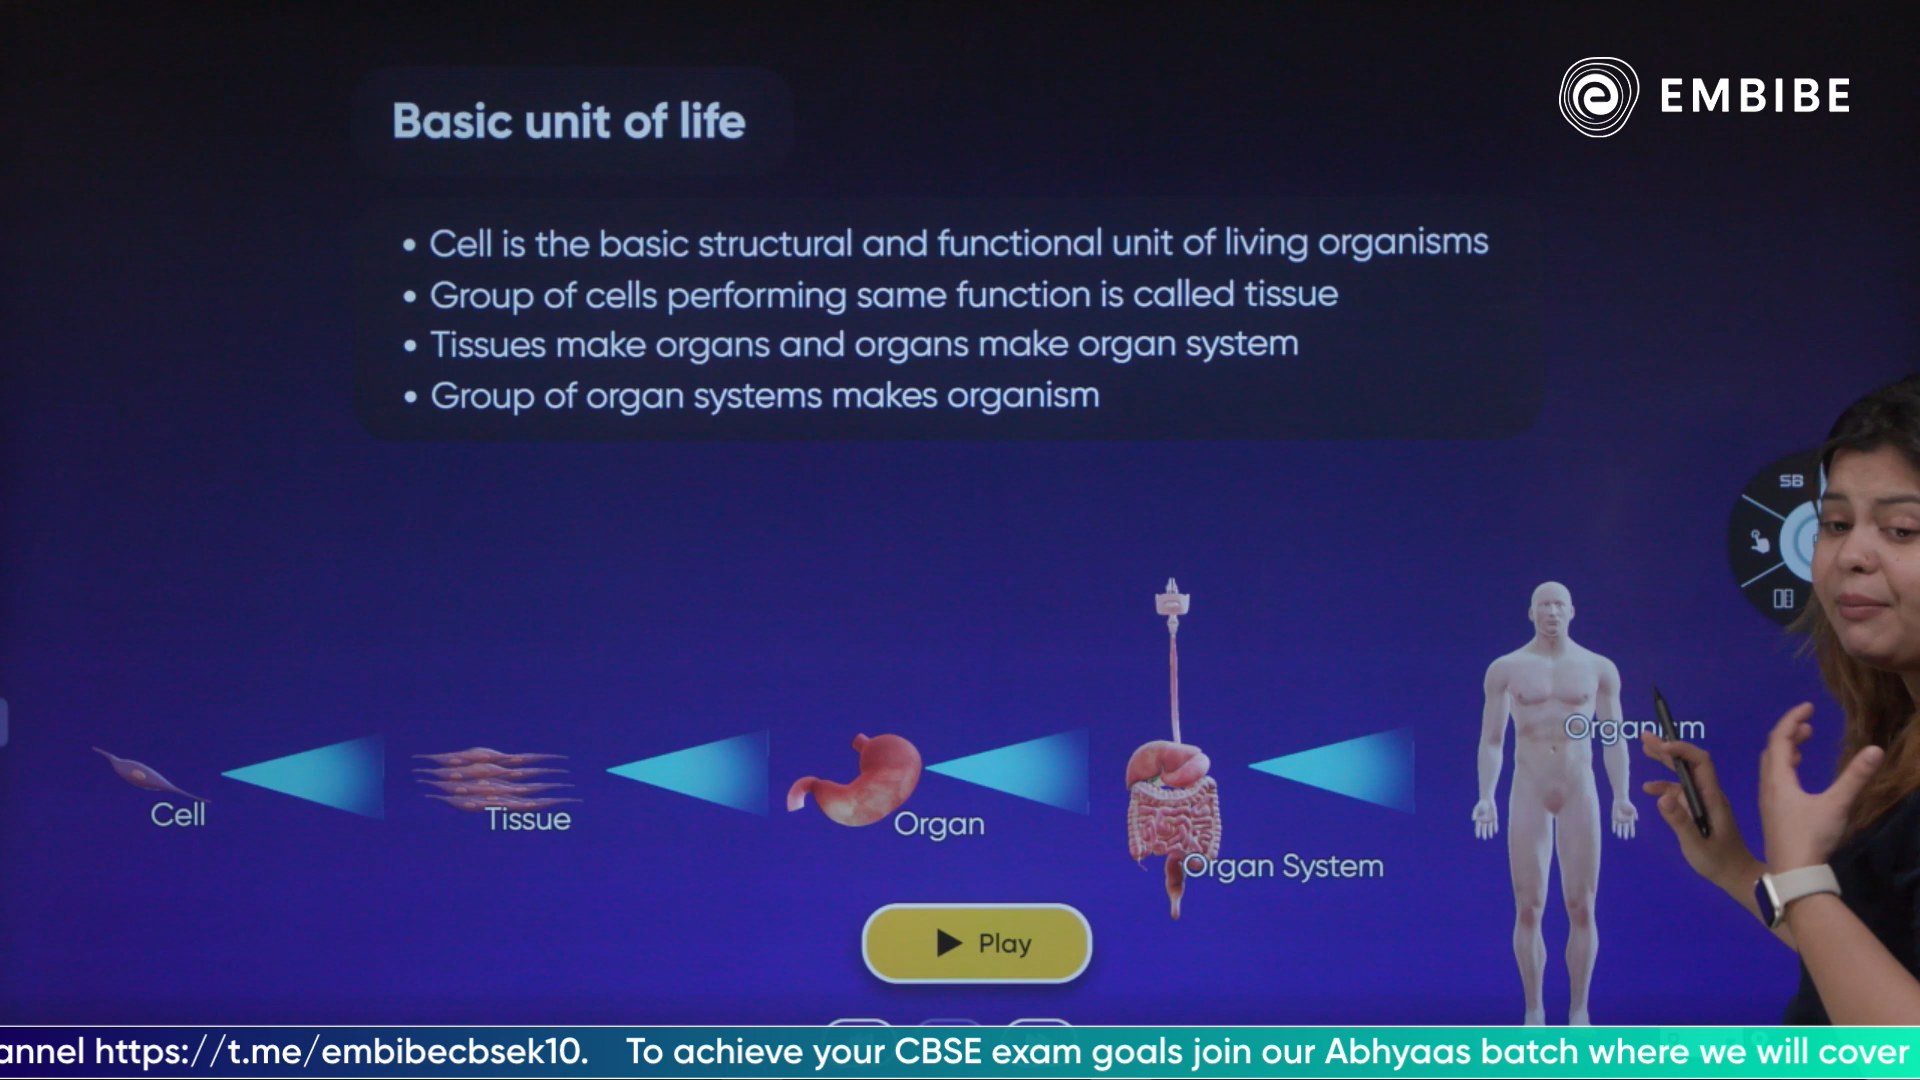 EMBIBE
Basic unit of life
• Cell is the basic structural and functional unit of living organisms
• Group of cells performing same function is called tissue
• Tissues make organs and organs make organ system
• Group of organ systems makes organism
SB
Organism
Cell
Tissue
Organ
Organ System
Play
annel https://t.me/embibecbsek10. To achieve your CBSE exam goals join our Abhyaas batch where we will cover